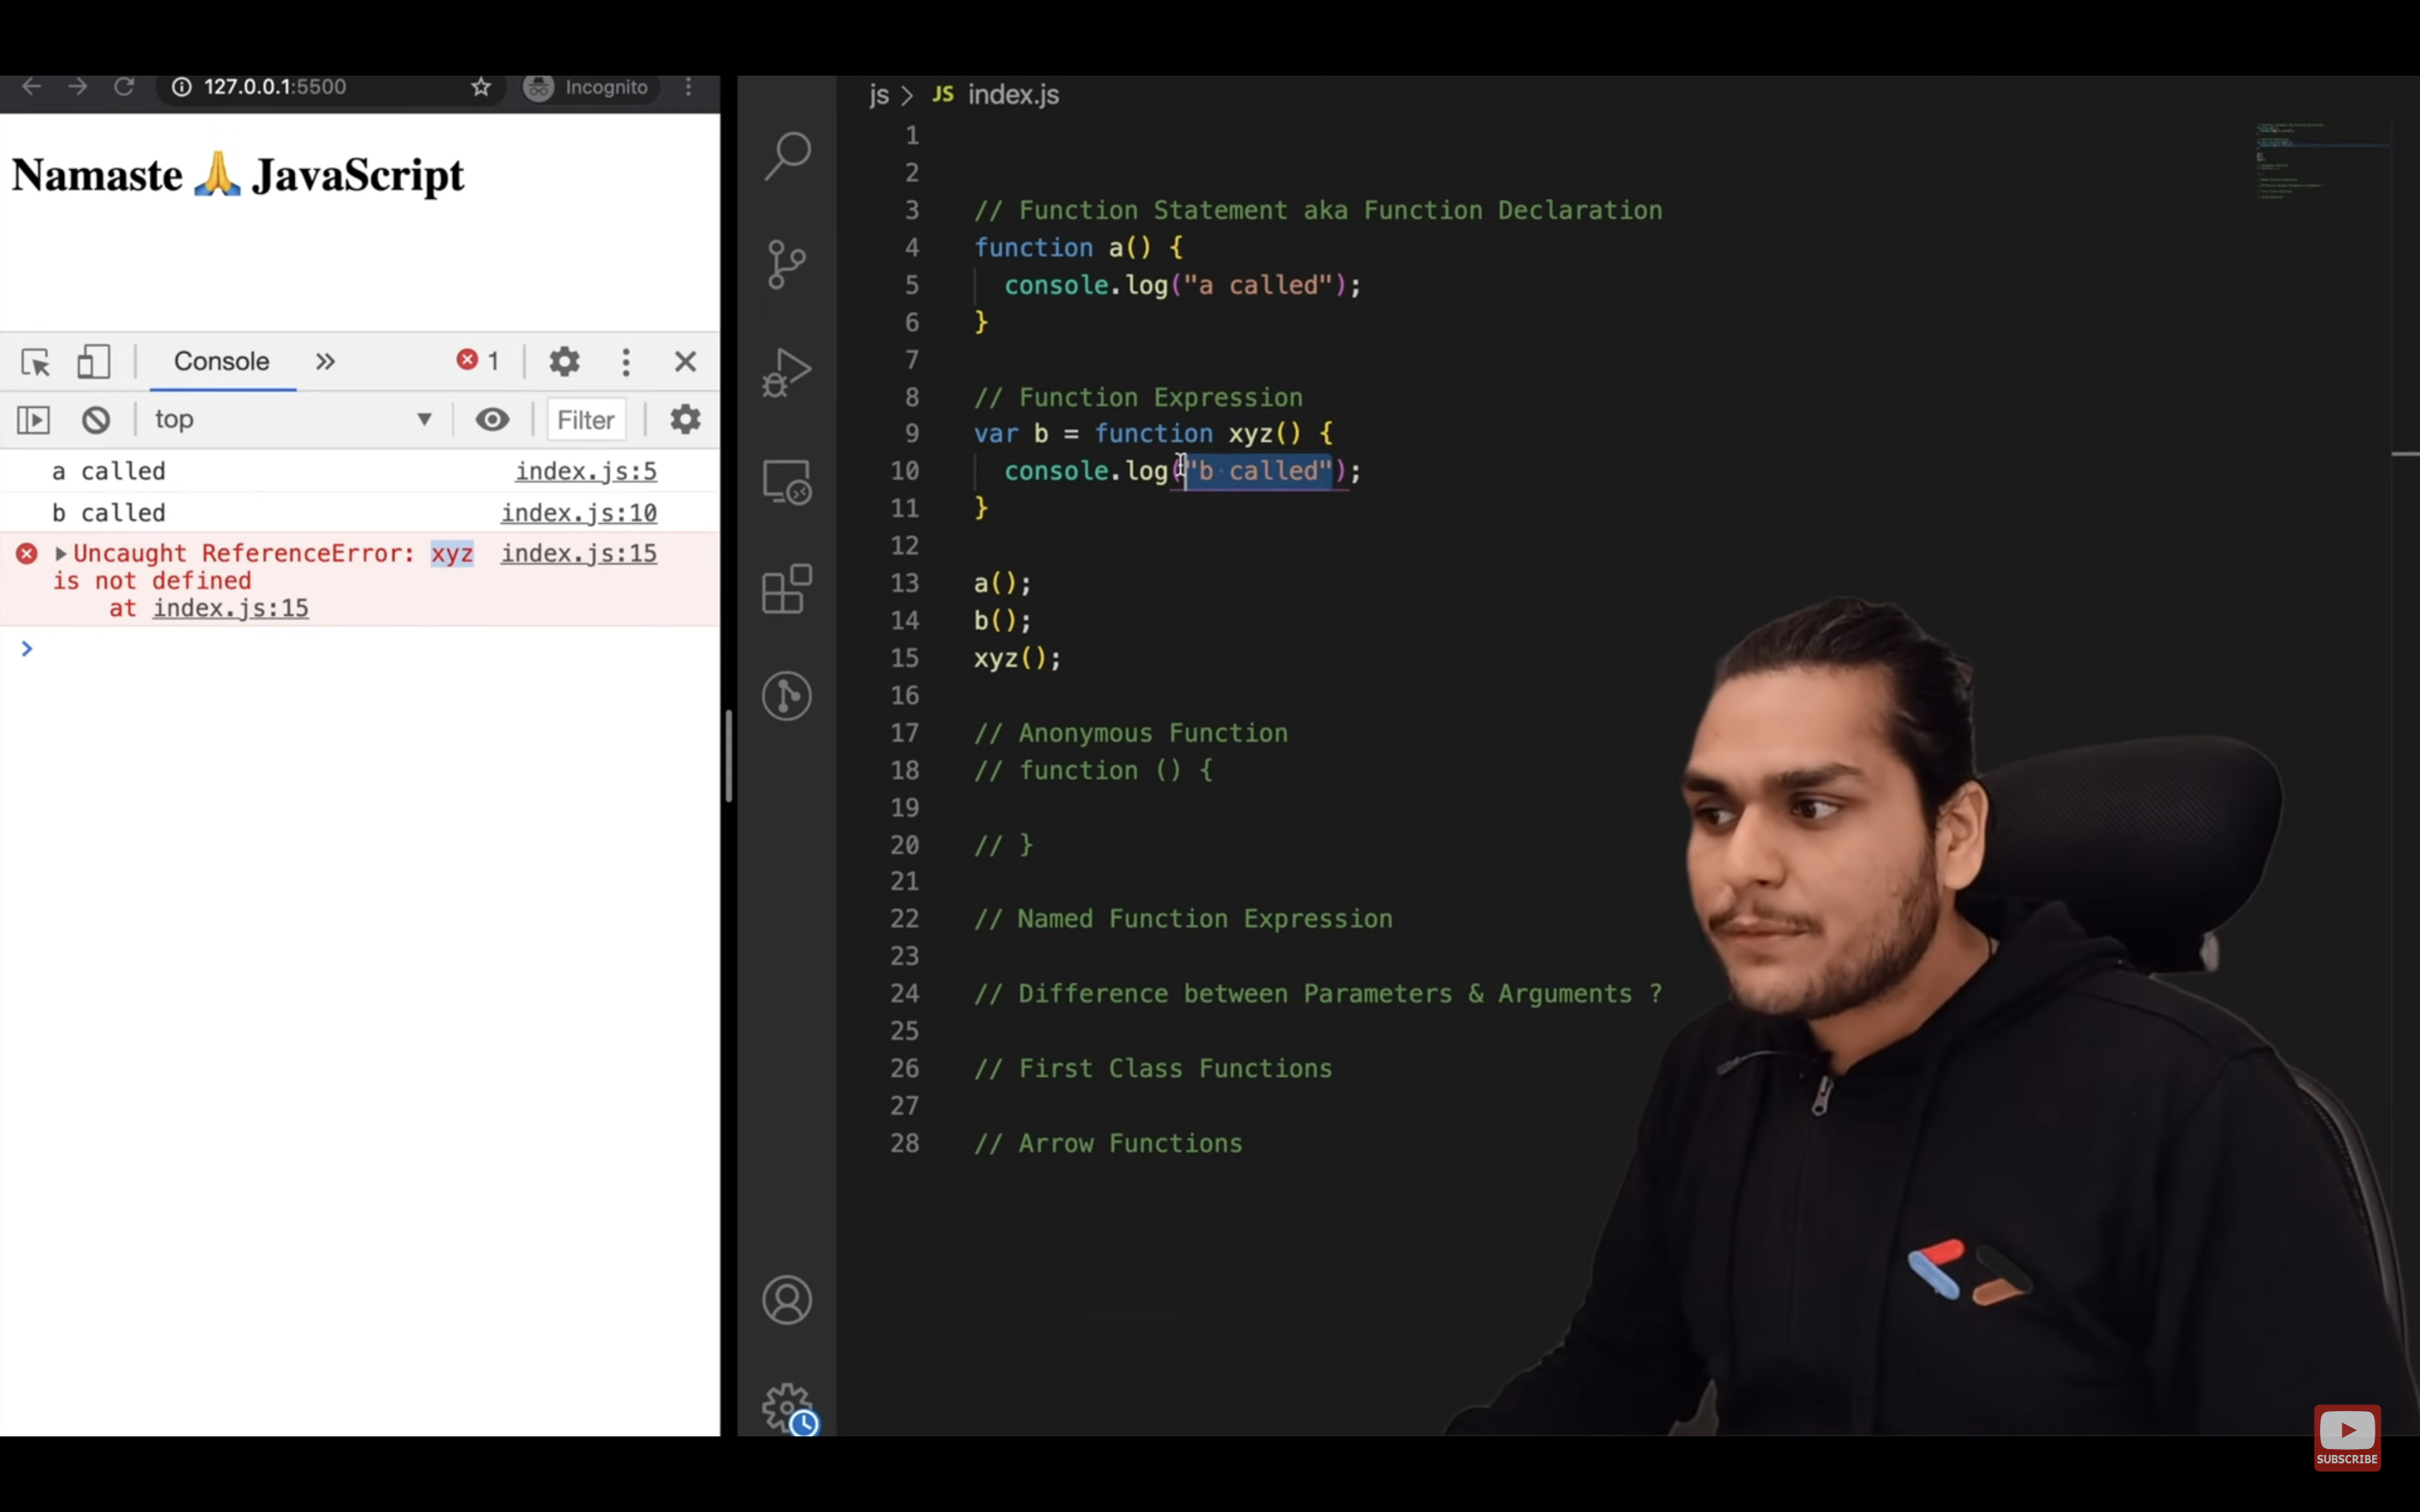 127.0.0.1:5500
Incognito
Namaste 🙏 JavaScript
Console
1
top
Filter
a called index.js:5
b called index.js:10
Uncaught ReferenceError: xyz index.js:15
is not defined
at index.js:15
js > JS index.js
1
2
3 // Function Statement aka Function Declaration
4 function a() {
5 console.log("a called");
6 }
7
8 // Function Expression
9 var b = function xyz() {
10 console.log("b called");
11 }
12
13 a();
14 b();
15 xyz();
16
17 // Anonymous Function
18 // function () {
19
20 // }
21
22 // Named Function Expression
23
24 // Difference between Parameters & Arguments ?
25
26 // First Class Functions
27
28 // Arrow Functions
SUBSCRIBE